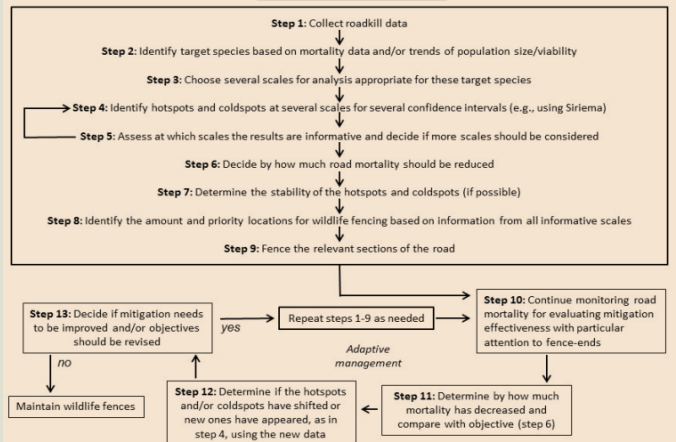 Step 1: Collect roadkill data
Step 2: Identify target species based on mortality data and/or trends of population size/viability
Step 3: Choose several scales for analysis appropriate for these target species
Step 4: Identify hotspots and coldspots at several scales for several confidence intervals (e.g., using Siriema)
Step 5: Assess at which scales the results are informative and decide if more scales should be considered
Step 6: Decide by how much road mortality should be reduced
Step 7: Determine the stability of the hotspots and coldspots (if possible)
Step 8: Identify the amount and priority locations for wildlife fencing based on information from all informative scales
Step 9: Fence the relevant sections of the road
Step 10: Continue monitoring road
mortality for evaluating mitigation
effectiveness with particular
attention to fence-ends
Step 11: Determine by how much
mortality has decreased and
compare with objective (step 6)
Step 12: Determine if the hotspots
and/or coldspots have shifted or
new ones have appeared, as in
step 4, using the new data
Step 13: Decide if mitigation needs
to be improved and/or objectives
should be revised
yes
Repeat steps 1-9 as needed
Adaptive
management
no
Maintain wildlife fences